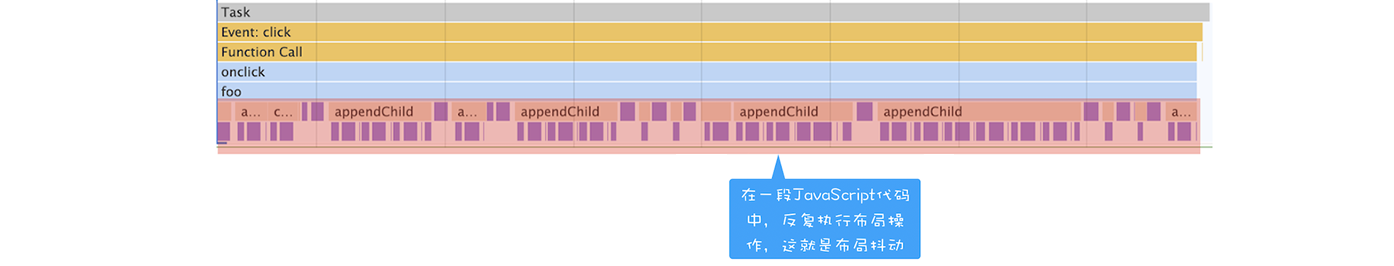 Task
Event: click
Function Call
onclick
foo
a... c... appendChild a... appendChild appendChild appendChild a...
在一段JavaScript代码
中，反复执行布局操
作，这就是布局抖动